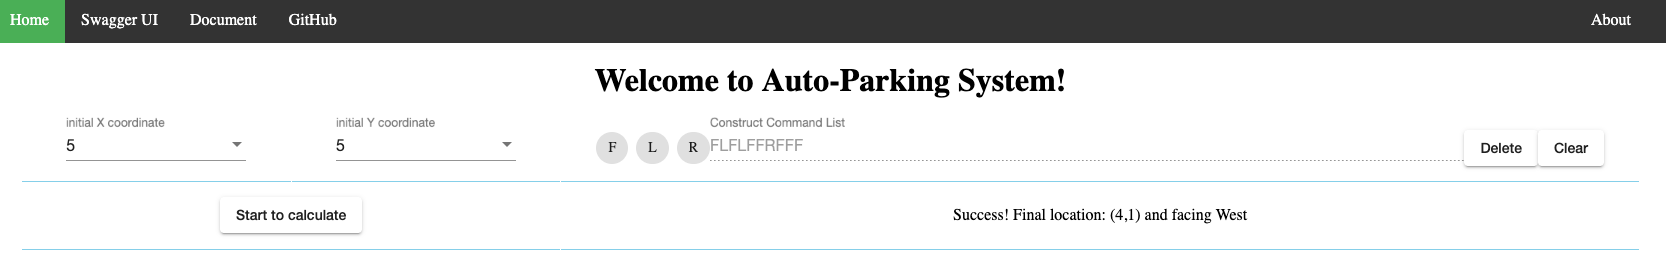 Home Swagger UI Document GitHub About
Welcome to Auto-Parking System!
initial X coordinate initial Y coordinate Construct Command List
5 5 F L R FLFLFFRFFF Delete Clear
Start to calculate Success! Final location: (4,1) and facing West